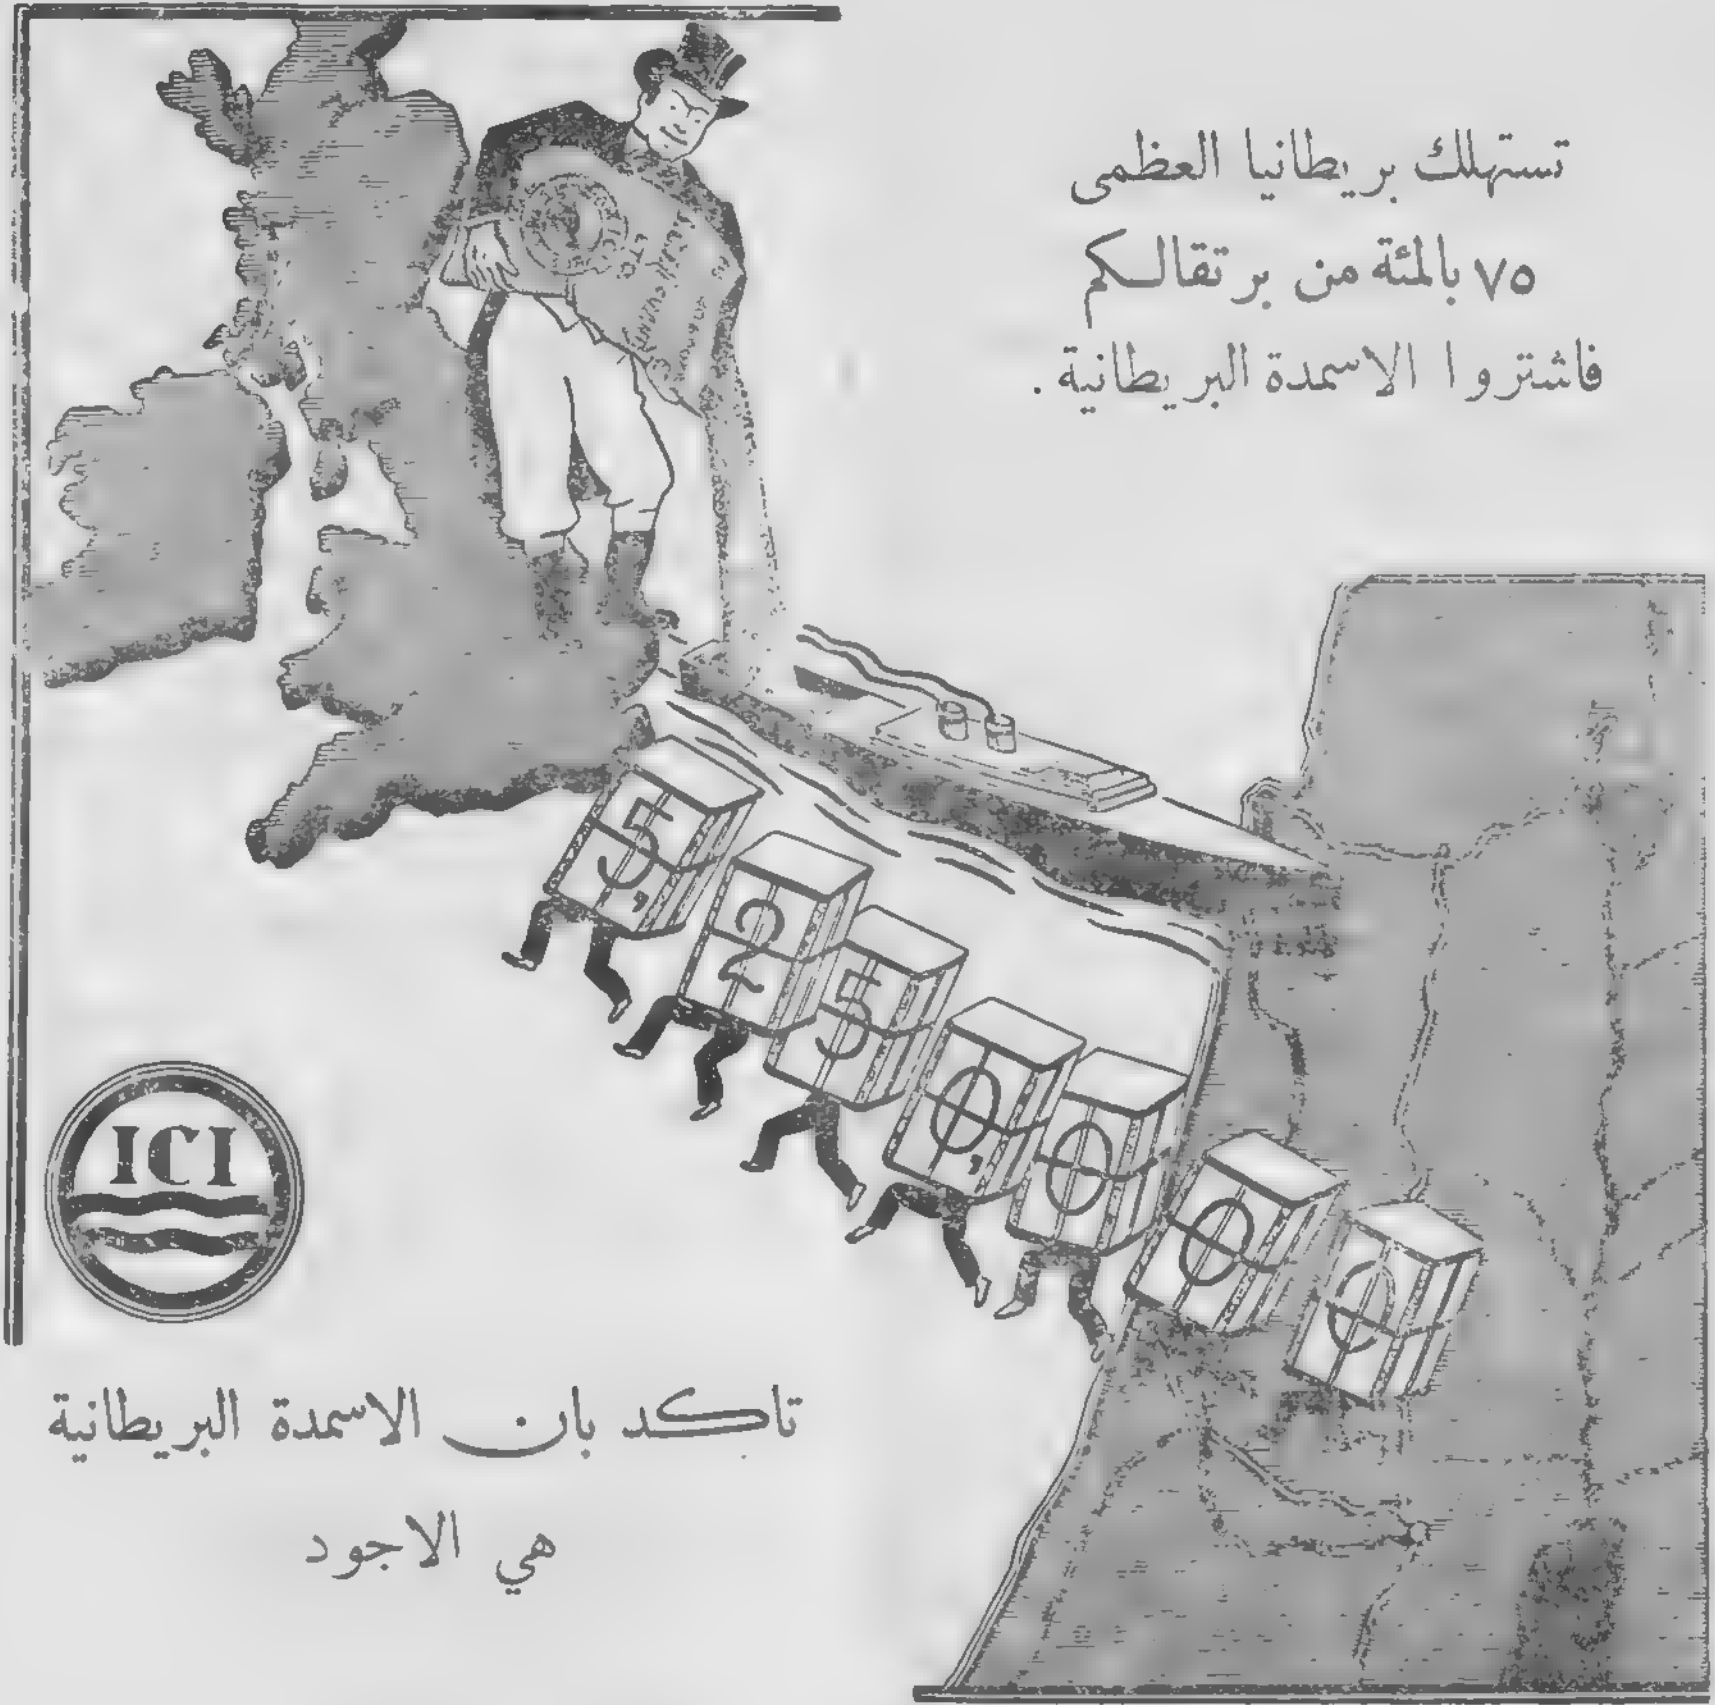 تستهلك بريطانيا العظمى
٧٥ بالمئة من برتقالكم
فاشتروا الاسمدة البريطانية.
5,250,000
ICI
تاكد بان الاسمدة البريطانية
هي الاجود